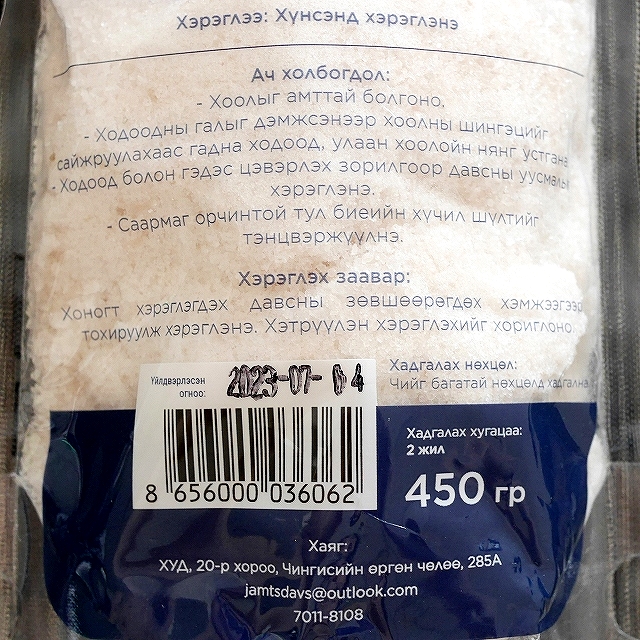 Хэрэглээ: Хүнсэнд хэрэглэнэ
Ач холбогдол:
- Хоолыг амттай болгоно.
- Ходоодны галыг дэмжсэнээр хоолны шингэцийг
сайжруулахаас гадна ходоод, улаан хоолойн нянг устгана
- Ходоод болон гэдэс цэвэрлэх зорилгоор давсны уусмалыг
хэрэглэнэ.
- Саармаг орчинтой тул биеийн хүчил шүлтийг
тэнцвэржүүлнэ.
Хэрэглэх заавар:
Хоногт хэрэглэгдэх давсны зөвшөөрөгдөх хэмжээгээр
тохируулж хэрэглэнэ. Хэтрүүлэн хэрэглэхийг хориглоно.
Хадгалах нөхцөл:
Чийг багатай нөхцөлд хадгална.
Үйлдвэрлэсэн
огноо: 2023-07-04
8 656000 036062
Хадгалах хугацаа:
2 жил
450 гр
Хаяг:
ХУД, 20-р хороо, Чингисийн өргөн чөлөө, 285А
jamtsdavs@outlook.com
7011-8108